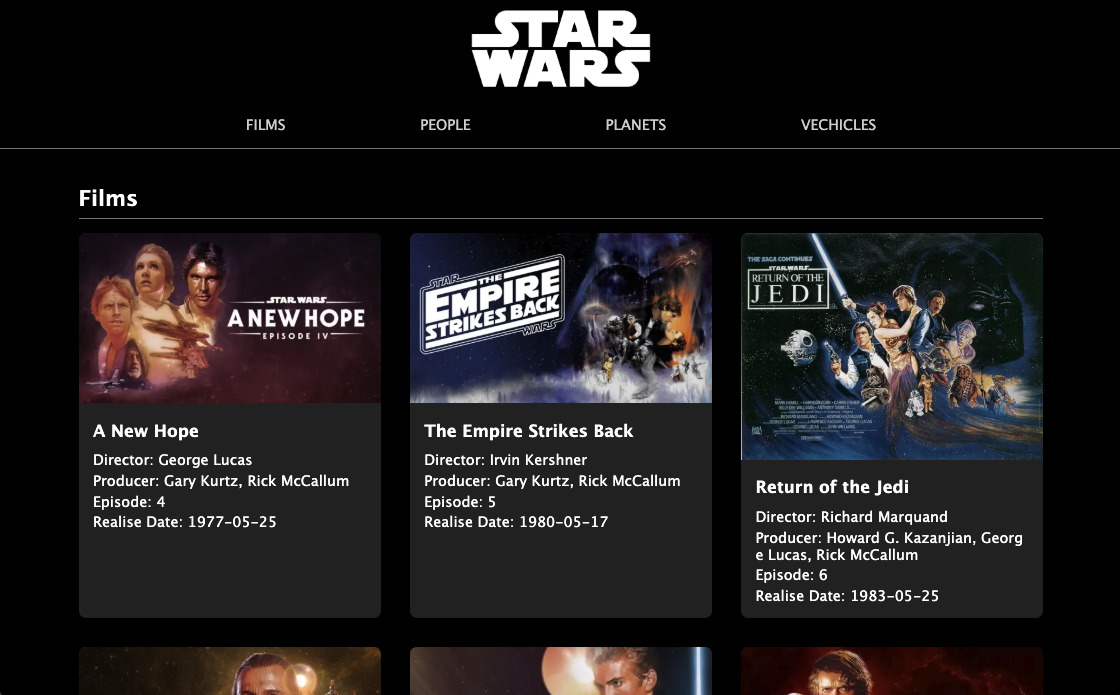 STAR
WARS
FILMS
PEOPLE
PLANETS
VECHICLES
Films
STAR WARS
A NEW HOPE
EPISODE IV
STAR
THE
EMPIRE
STRIKES BACK
WARS
THE SAGA CONTINUES
STAR WARS
RETURN OF THE
JEDI
A New Hope
Director: George Lucas
Producer: Gary Kurtz, Rick McCallum
Episode: 4
Realise Date: 1977-05-25
The Empire Strikes Back
Director: Irvin Kershner
Producer: Gary Kurtz, Rick McCallum
Episode: 5
Realise Date: 1980-05-17
Return of the Jedi
Director: Richard Marquand
Producer: Howard G. Kazanjian, Georg
e Lucas, Rick McCallum
Episode: 6
Realise Date: 1983-05-25